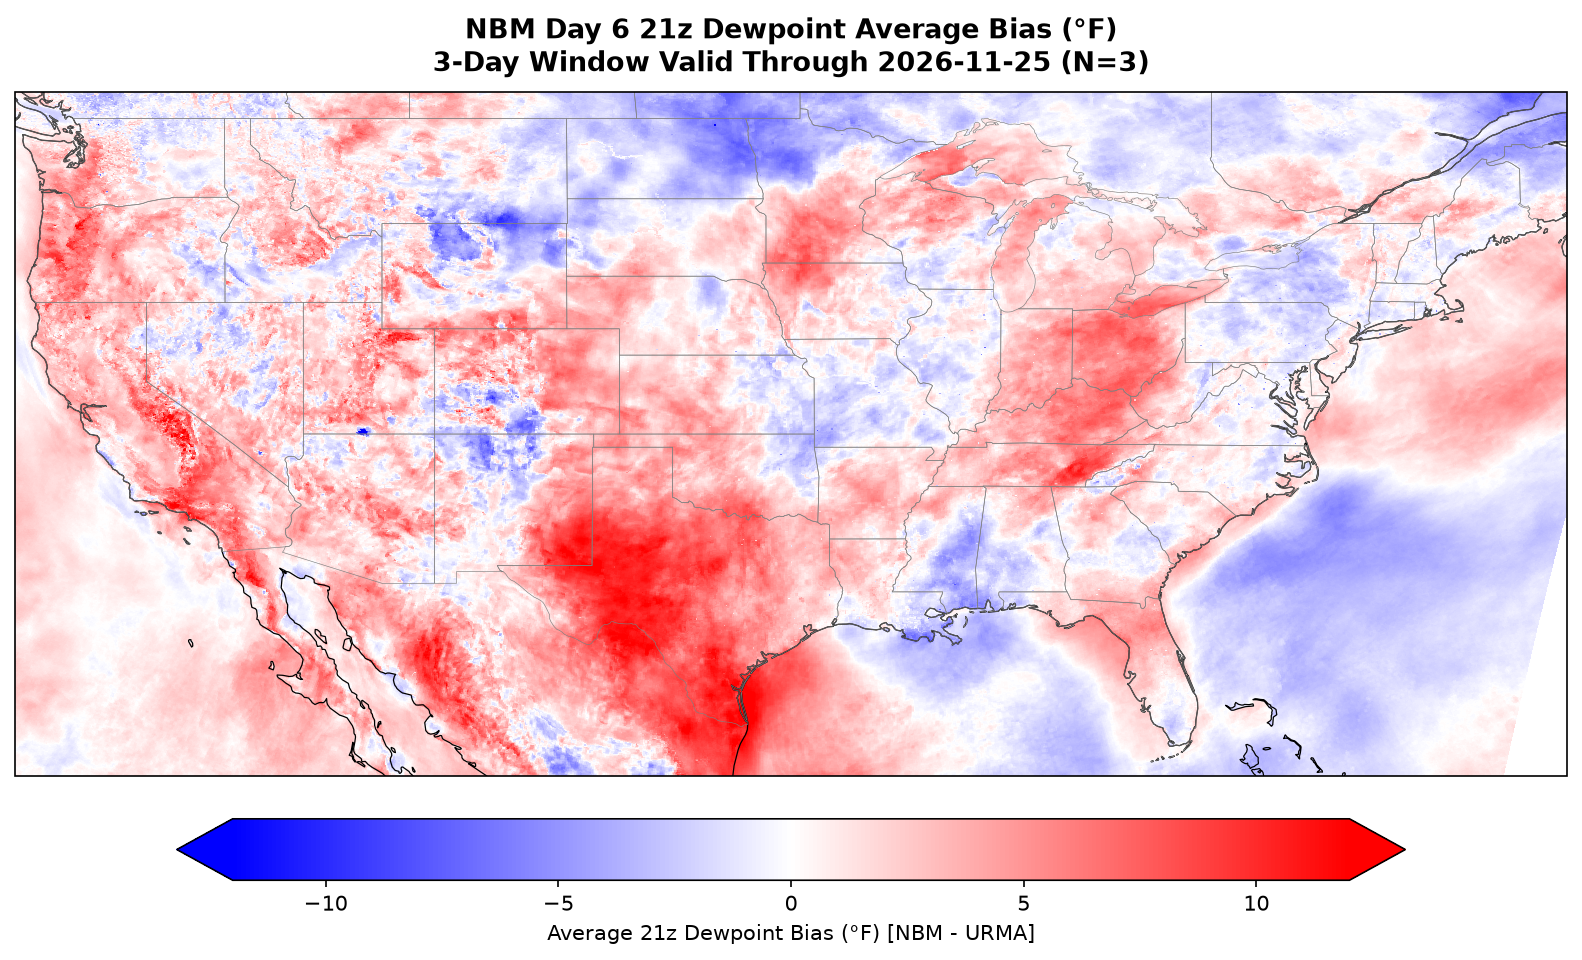 NBM Day 6 21z Dewpoint Average Bias (°F)
3-Day Window Valid Through 2026-11-25 (N=3)
−10 −5 0 5 10
Average 21z Dewpoint Bias (°F) [NBM - URMA]